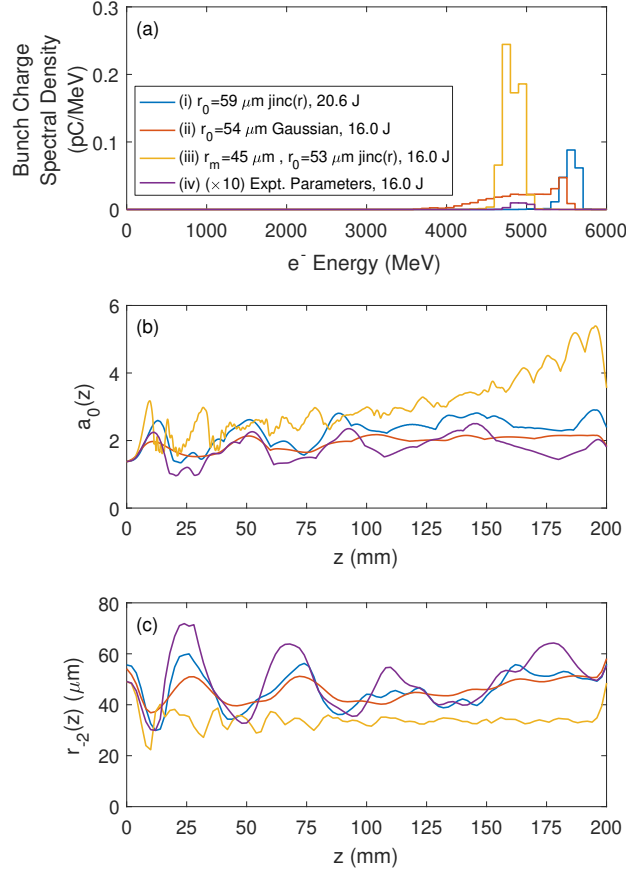 (a)
0.3
0.2
0.1
0
Bunch Charge
Spectral Density
(pC/MeV)
(i) r₀=59 μm jinc(r), 20.6 J
(ii) r₀=54 μm Gaussian, 16.0 J
(iii) rₘ=45 μm , r₀=53 μm jinc(r), 16.0 J
(iv) (×10) Expt. Parameters, 16.0 J
0 1000 2000 3000 4000 5000 6000
e⁻ Energy (MeV)
(b)
6
4
2
0
a₀(z)
0 25 50 75 100 125 150 175 200
z (mm)
(c)
80
60
40
20
0
r₋₂(z) (μm)
0 25 50 75 100 125 150 175 200
z (mm)